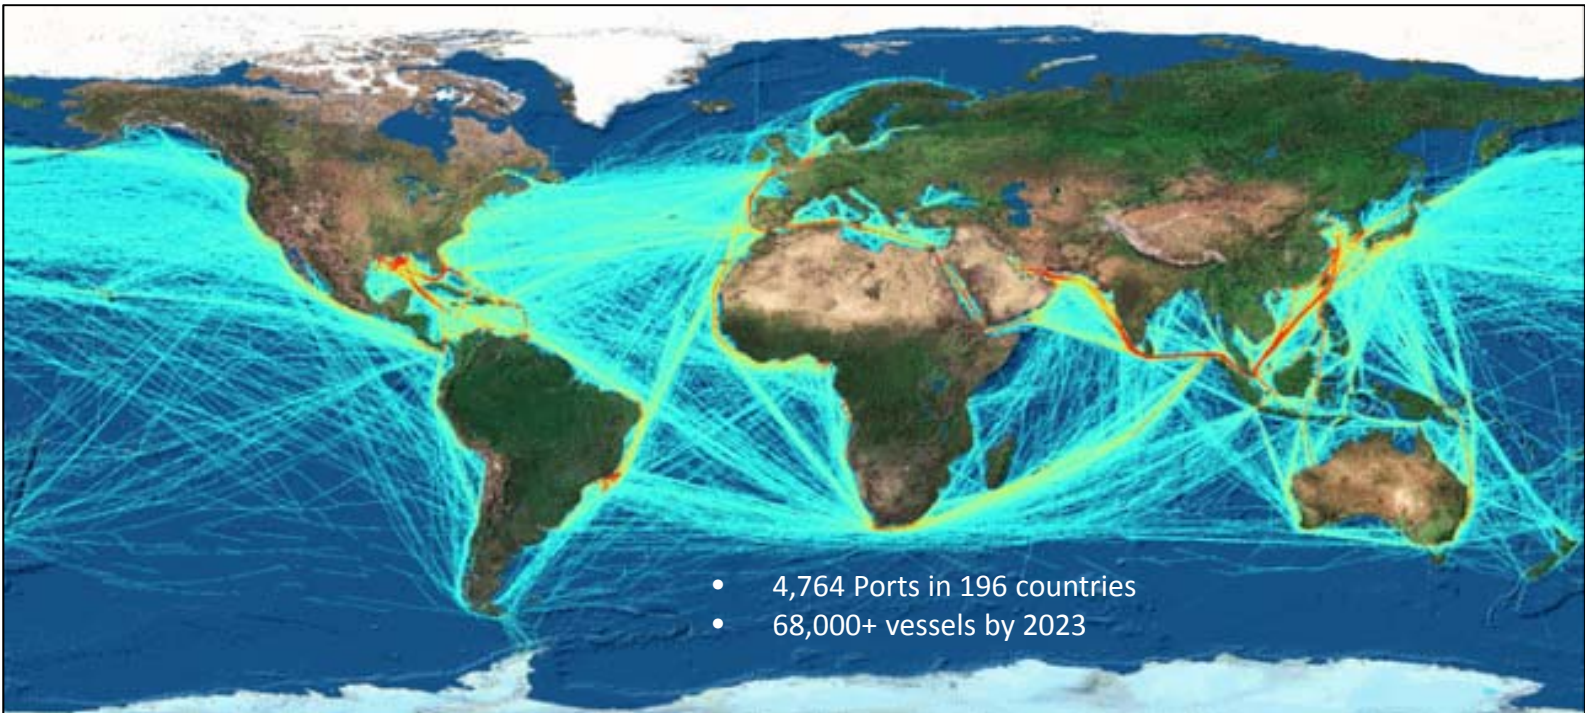 • 4,764 Ports in 196 countries
• 68,000+ vessels by 2023